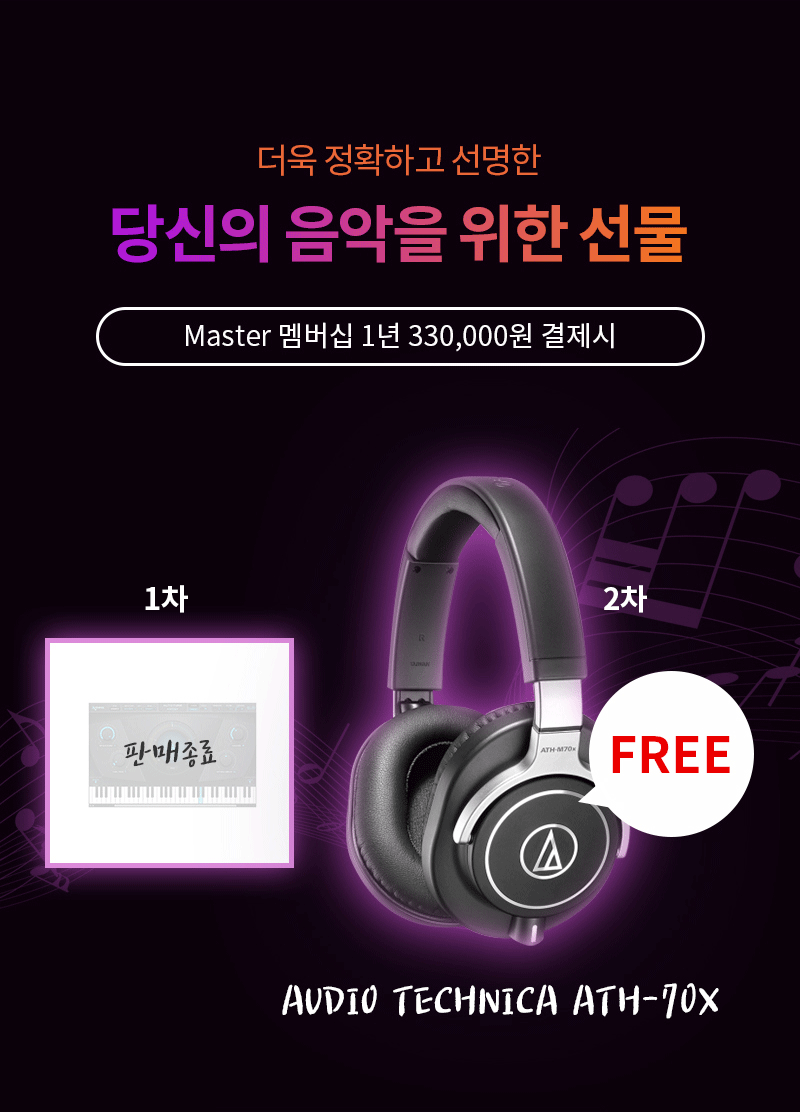 더욱 정확하고 선명한
당신의 음악을 위한 선물
Master 멤버십 1년 330,000원 결제시
1차
2차
판매종료
ATH-M70x
FREE
AUDIO TECHNICA ATH-70X